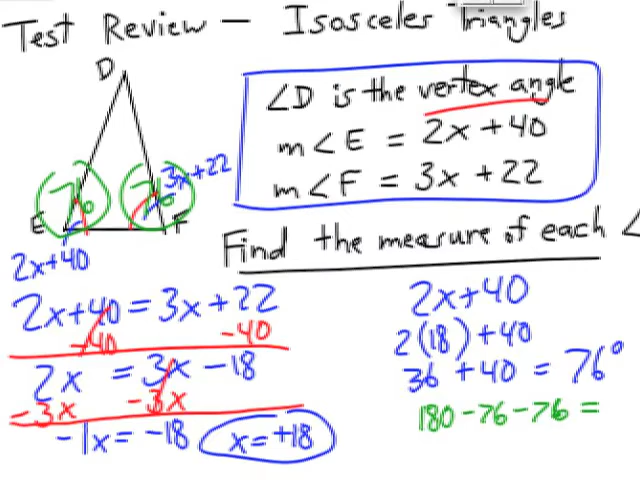 Test Review - Isosceles Triangles
D
∠D is the vertex angle
m∠E = 2x+40
m∠F = 3x+22
3x+22
76 76
E F
2x+40
Find the measure of each ∠
2x+40 = 3x+22
-40 -40
2x = 3x -18
-3x -3x
-1x = -18 x=+18
2x+40
2(18)+40
36 +40 = 76°
180-76-76 =